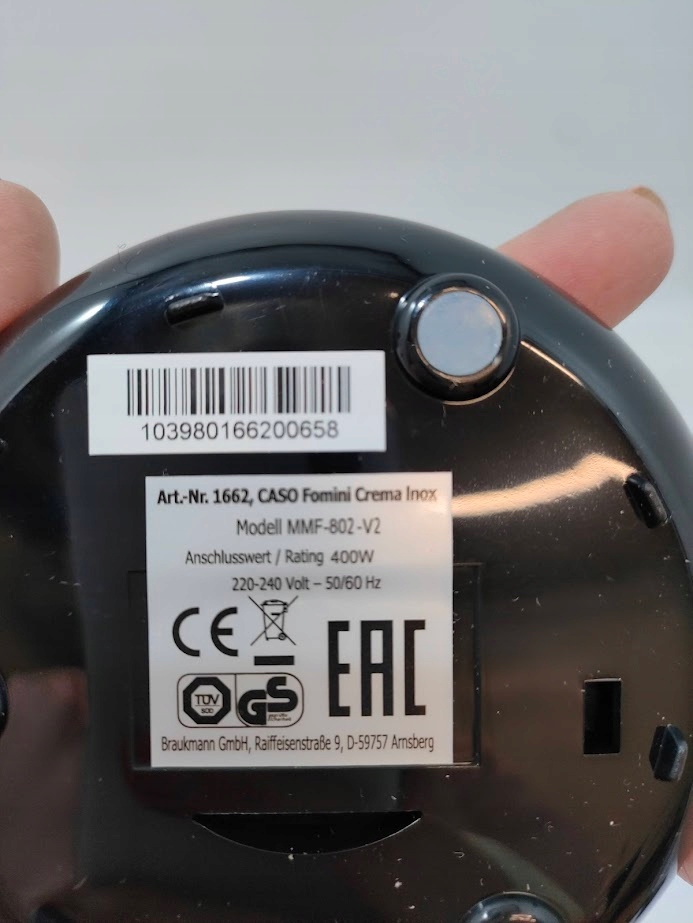 103980166200658
Art.-Nr. 1662, CASO Fomini Crema Inox
Modell MMF-802-V2
Anschlusswert / Rating 400W
220-240 Volt – 50/60 Hz
CE
EAC
TÜV
SÜD
GS
Braukmann GmbH, Raiffeisenstraße 9, D-59757 Arnsberg